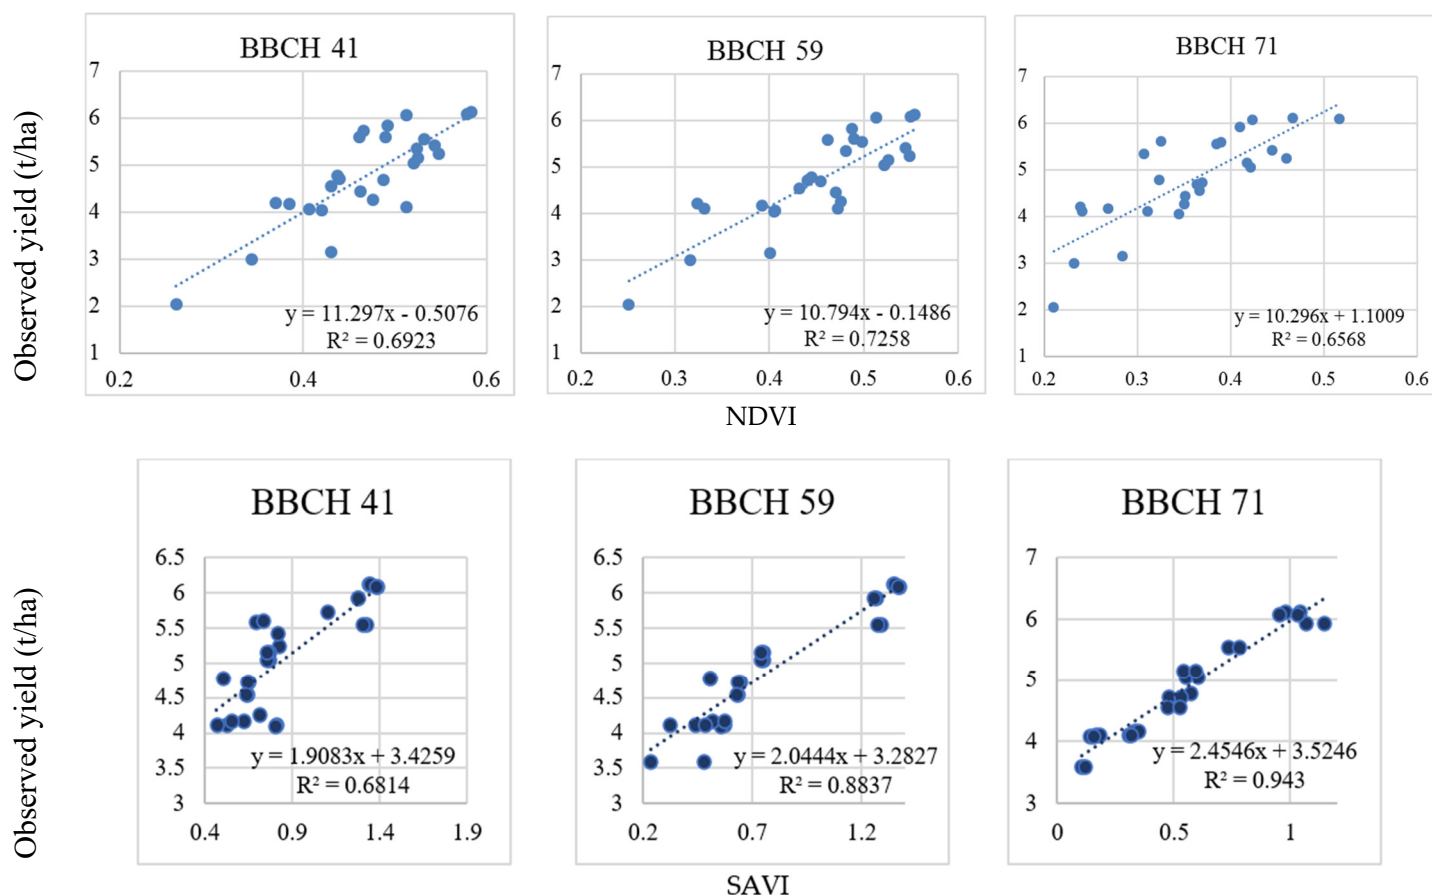 BBCH 41
Observed yield (t/ha)
7
6
5
4
3
2
1
y = 11.297x - 0.5076
R² = 0.6923
0.2 0.4 0.6
BBCH 59
7
6
5
4
3
2
1
y = 10.794x - 0.1486
R² = 0.7258
0.2 0.3 0.4 0.5 0.6
BBCH 71
7
6
5
4
3
2
1
y = 10.296x + 1.1009
R² = 0.6568
0.2 0.3 0.4 0.5 0.6
NDVI
BBCH 41
Observed yield (t/ha)
6.5
6
5.5
5
4.5
4
3.5
3
y = 1.9083x + 3.4259
R² = 0.6814
0.4 0.9 1.4 1.9
BBCH 59
6.5
6
5.5
5
4.5
4
3.5
3
y = 2.0444x + 3.2827
R² = 0.8837
0.2 0.7 1.2
BBCH 71
7
6
5
4
3
y = 2.4546x + 3.5246
R² = 0.943
0 0.5 1
SAVI